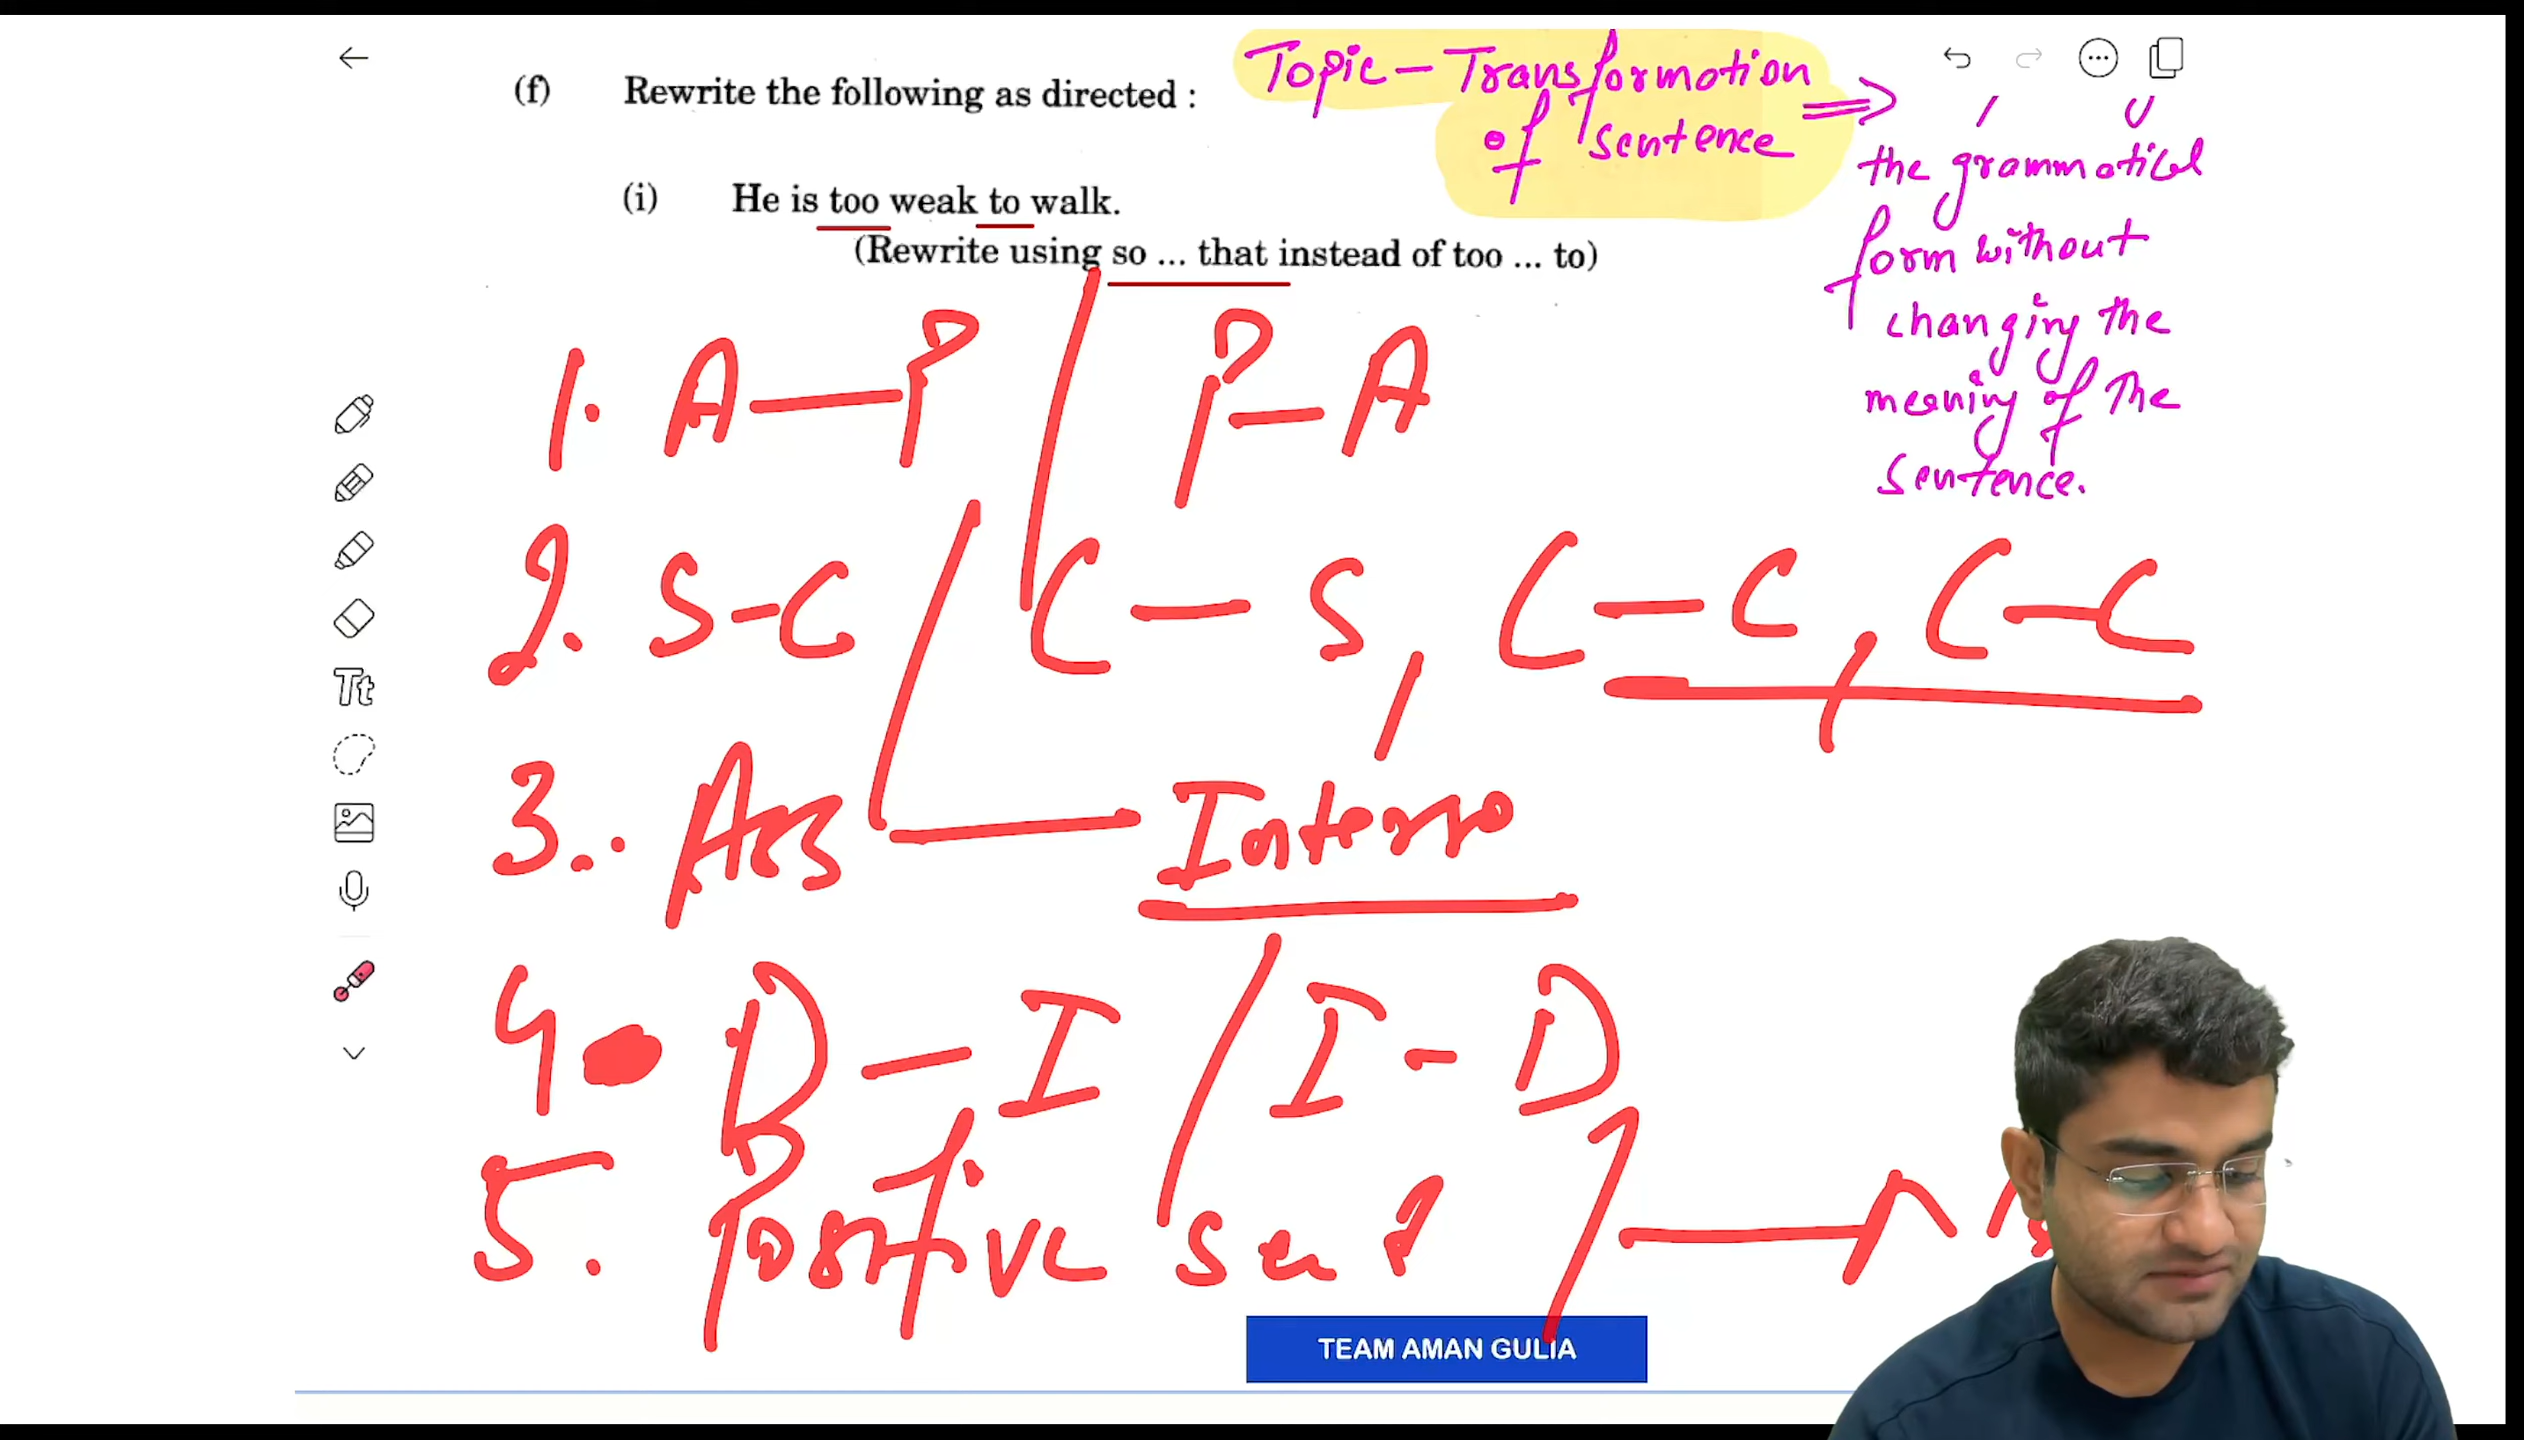 (f) Rewrite the following as directed :
Topic - Transformation
of sentence ⇒
the grammatical
form without
changing the
meaning of the
sentence.
(i) He is too weak to walk.
(Rewrite using so ... that instead of too ... to)
1. A — P / P - A
2. S - C / C — S, C — C, C - C
3. Ass — Interro
4. D - I / I - D
5. Positive sent
Tt
TEAM AMAN GULIA